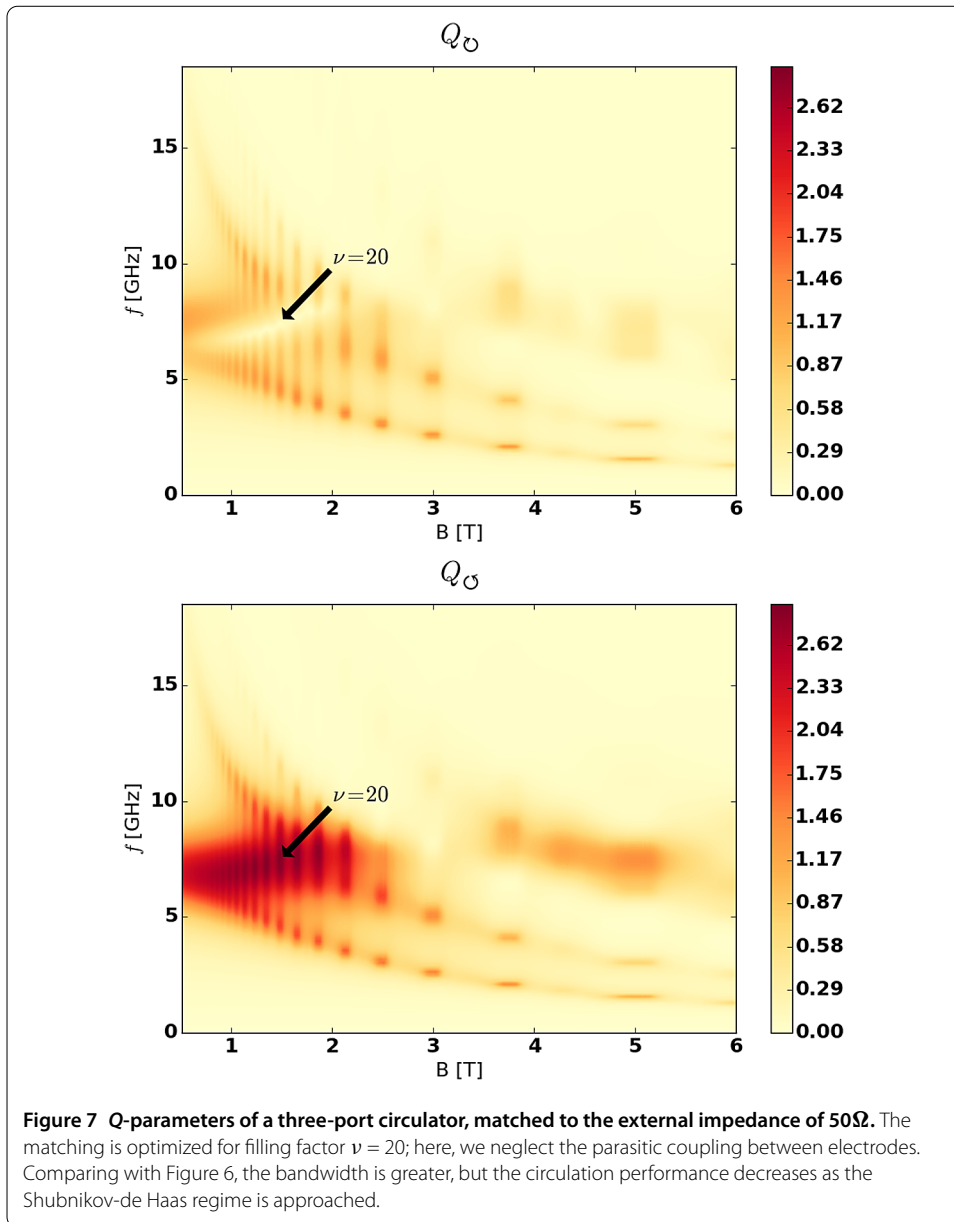 Q↻
15
10
5
0
f [GHz]
ν=20
1 2 3 4 5 6
B [T]
2.62
2.33
2.04
1.75
1.46
1.17
0.87
0.58
0.29
0.00
Q↺
15
10
5
0
f [GHz]
ν=20
1 2 3 4 5 6
B [T]
2.62
2.33
2.04
1.75
1.46
1.17
0.87
0.58
0.29
0.00
Figure 7 Q-parameters of a three-port circulator, matched to the external impedance of 50Ω. The
matching is optimized for filling factor ν = 20; here, we neglect the parasitic coupling between electrodes.
Comparing with Figure 6, the bandwidth is greater, but the circulation performance decreases as the
Shubnikov-de Haas regime is approached.